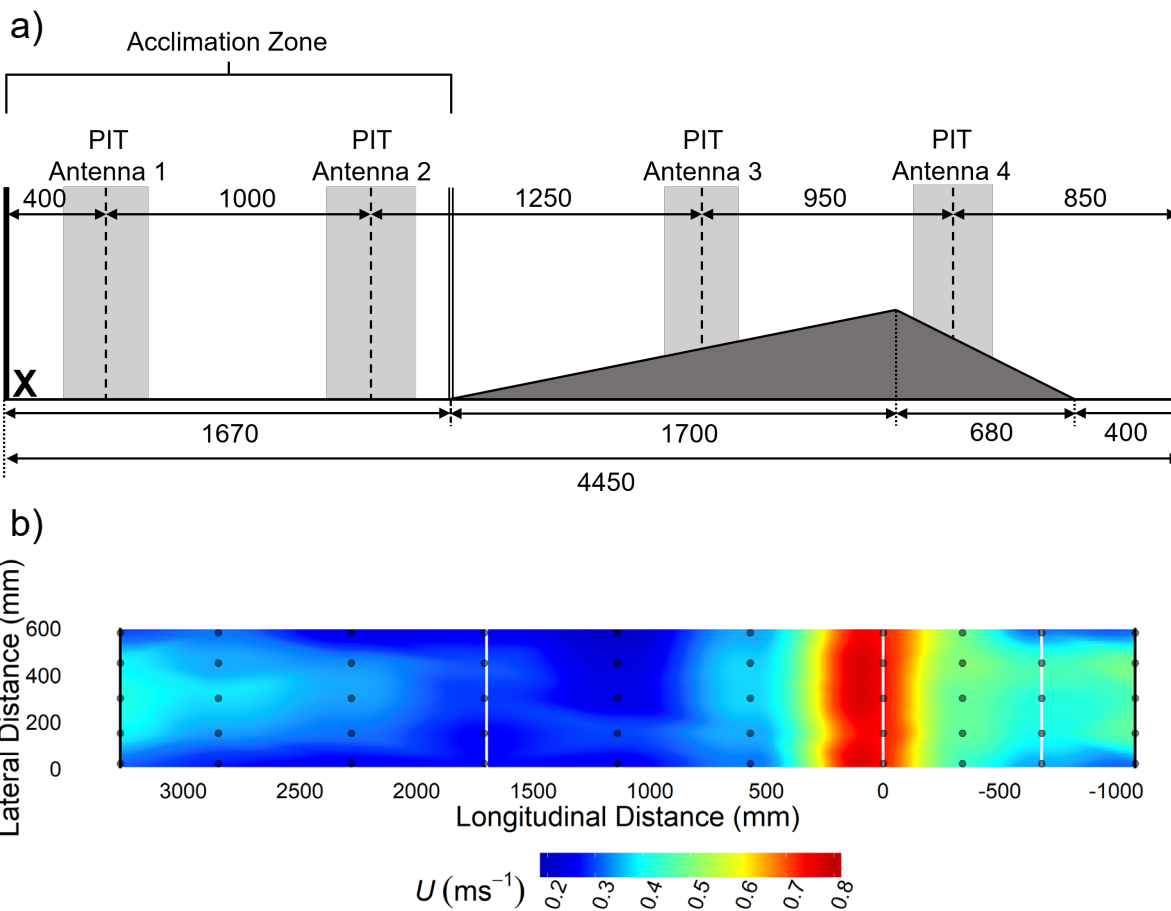 a)
Acclimation Zone
PIT
Antenna 1
PIT
Antenna 2
PIT
Antenna 3
PIT
Antenna 4
400
1000
1250
950
850
X
1670
1700
680
400
4450
b)
Lateral Distance (mm)
600
400
200
0
3000
2500
2000
1500
1000
500
0
-500
-1000
Longitudinal Distance (mm)
U (ms⁻¹)
0.2
0.3
0.4
0.5
0.6
0.7
0.8